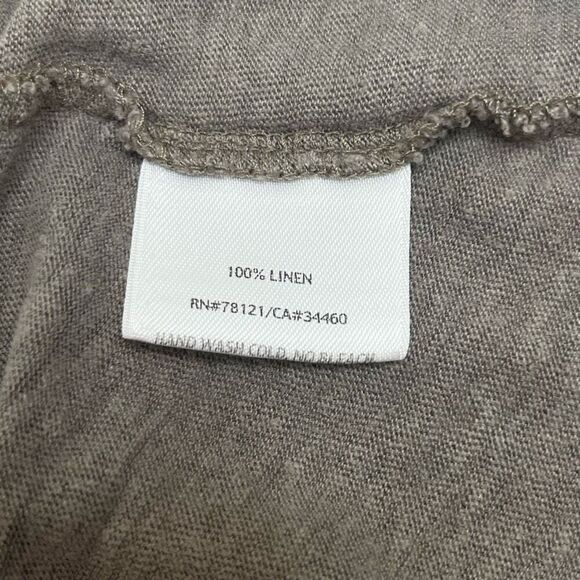 100% LINEN
RN#78121/CA#34460
HAND WASH COLD, NO BLEACH